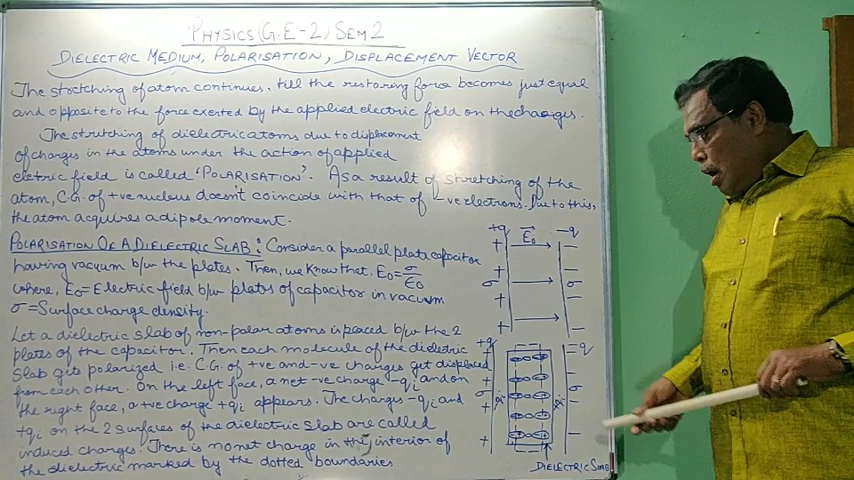 PHYSICS (G.E-2) SEM 2
DIELECTRIC MEDIUM, POLARISATION, DISPLACEMENT VECTOR
The stretching of atom continues, till the restoring force becomes just equal
and opposite to the force exerted by the applied electric field on the charges.
The stretching of dielectric atoms due to displacement
of charges in the atoms under the action of applied
electric field is called 'POLARISATION'. As a result of stretching of the
atom, C.G. of +ve nucleus doesn't coincide with that of -ve electrons. Due to this,
the atom acquires a dipole moment.
POLARISATION OF A DIELECTRIC SLAB: Consider a parallel plate capacitor
having vacuum b/w the plates. Then, we know that, E₀ = σ/ε₀
where, E₀ = Electric field b/w plates of capacitor in vacuum
σ = Surface charge density.
Let a dielectric slab of non-polar atoms is placed b/w the 2
plates of the capacitor. Then each molecule of the dieletric
slab gets polarized i.e. C.G. of +ve and -ve charges get displaced
from each other. On the left face, a net -ve charge -qi and on
the right face, a +ve charge +qi appears. The charges -qi and
+qi on the 2 surfaces of the dielectric slab are called
induced charges. There is no net charge in the interior of
the dielectric marked by the dotted boundaries.
+q E₀ -q
σ
+q -q
σ σ
DIELECTRIC SLAB